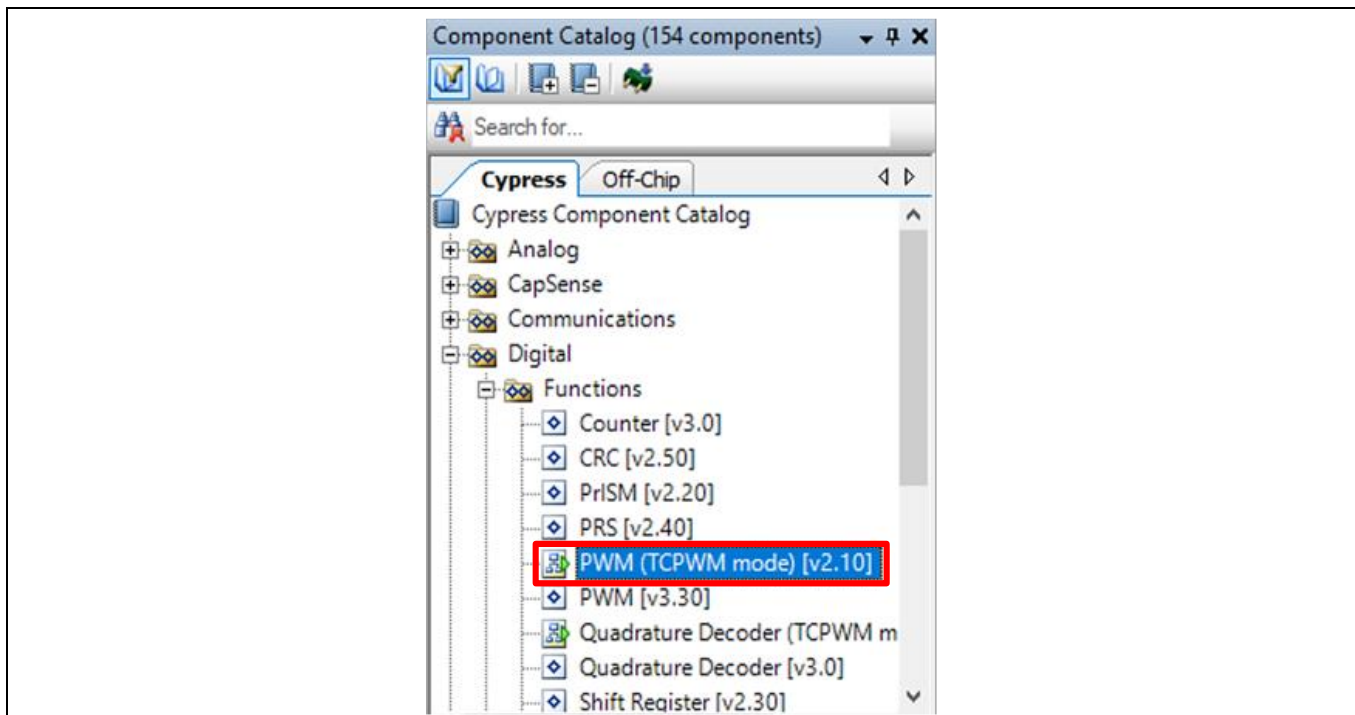 Component Catalog (154 components)
Search for...
Cypress Off-Chip
Cypress Component Catalog
Analog
CapSense
Communications
Digital
Functions
Counter [v3.0]
CRC [v2.50]
PrISM [v2.20]
PRS [v2.40]
PWM (TCPWM mode) [v2.10]
PWM [v3.30]
Quadrature Decoder (TCPWM m
Quadrature Decoder [v3.0]
Shift Register [v2.30]